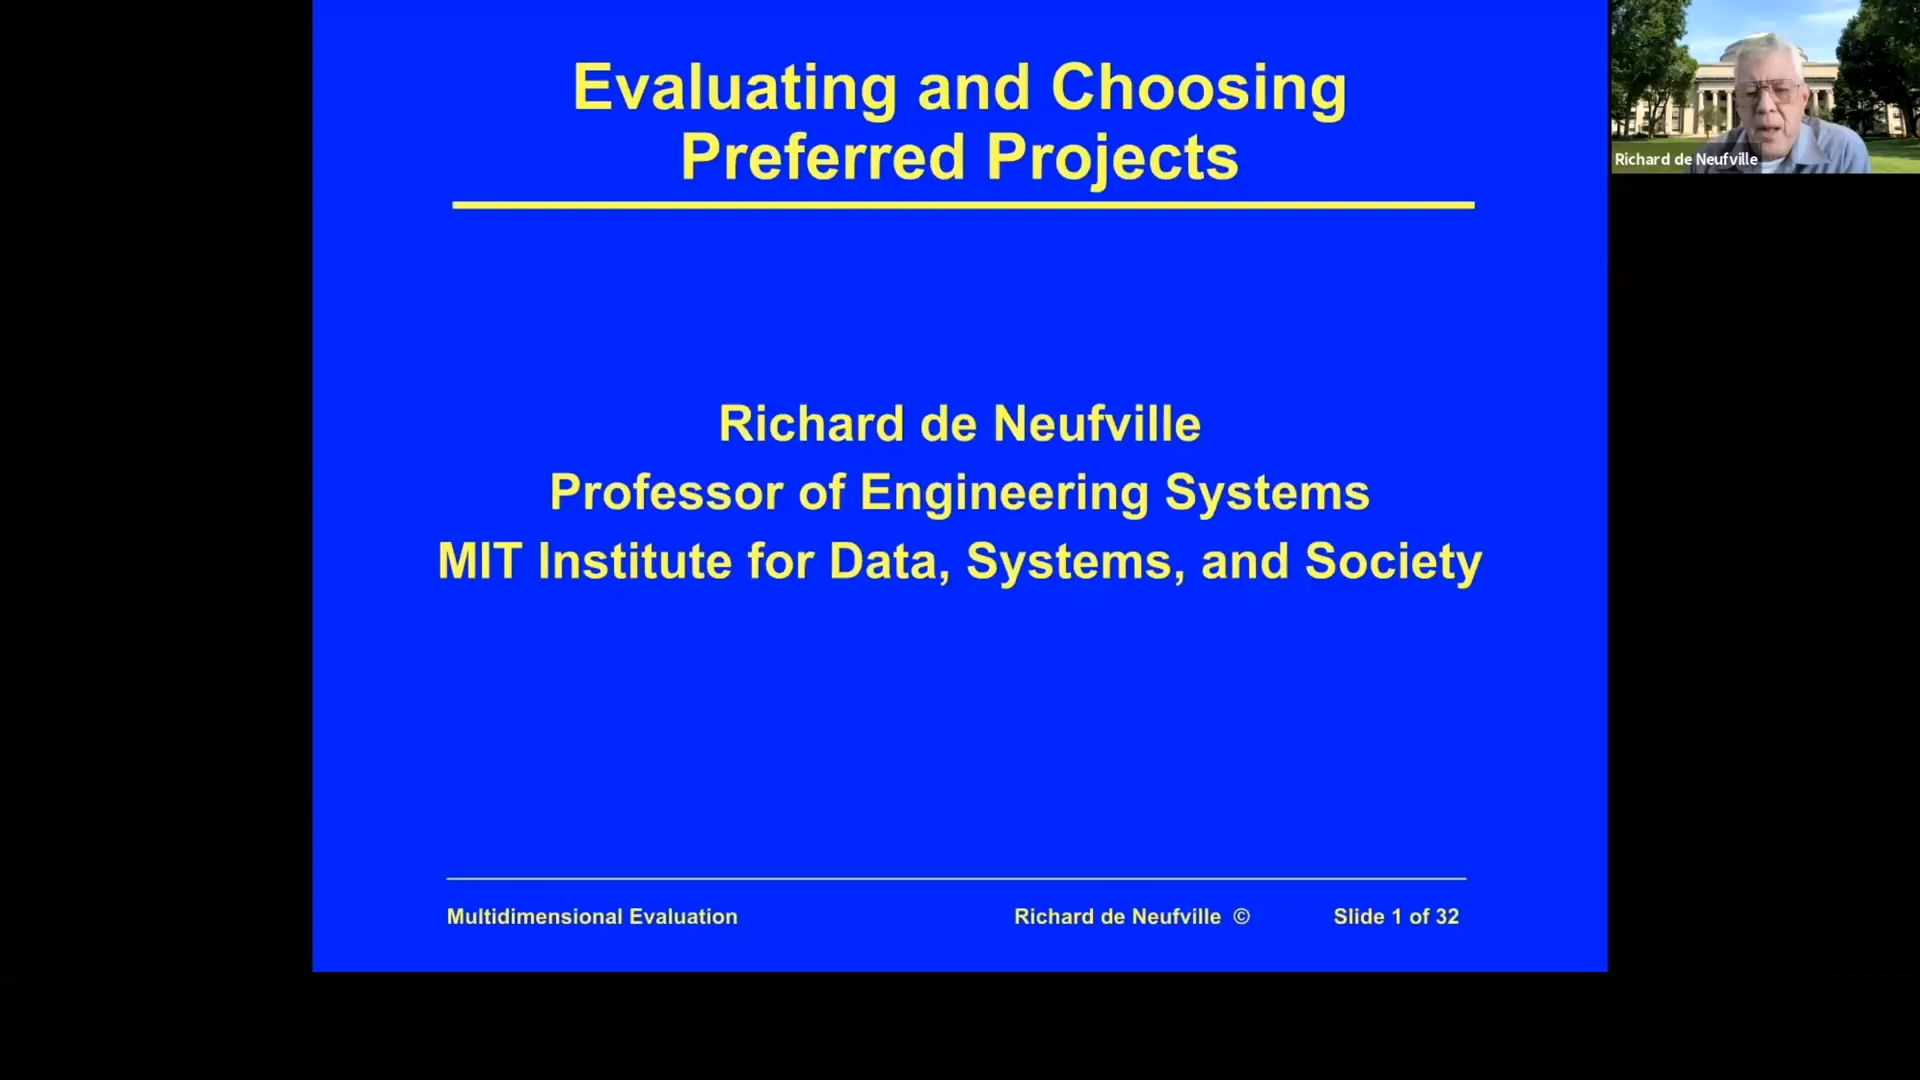 Evaluating and Choosing
Preferred Projects
Richard de Neufville
Richard de Neufville
Professor of Engineering Systems
MIT Institute for Data, Systems, and Society
Multidimensional Evaluation
Richard de Neufville ©
Slide 1 of 32